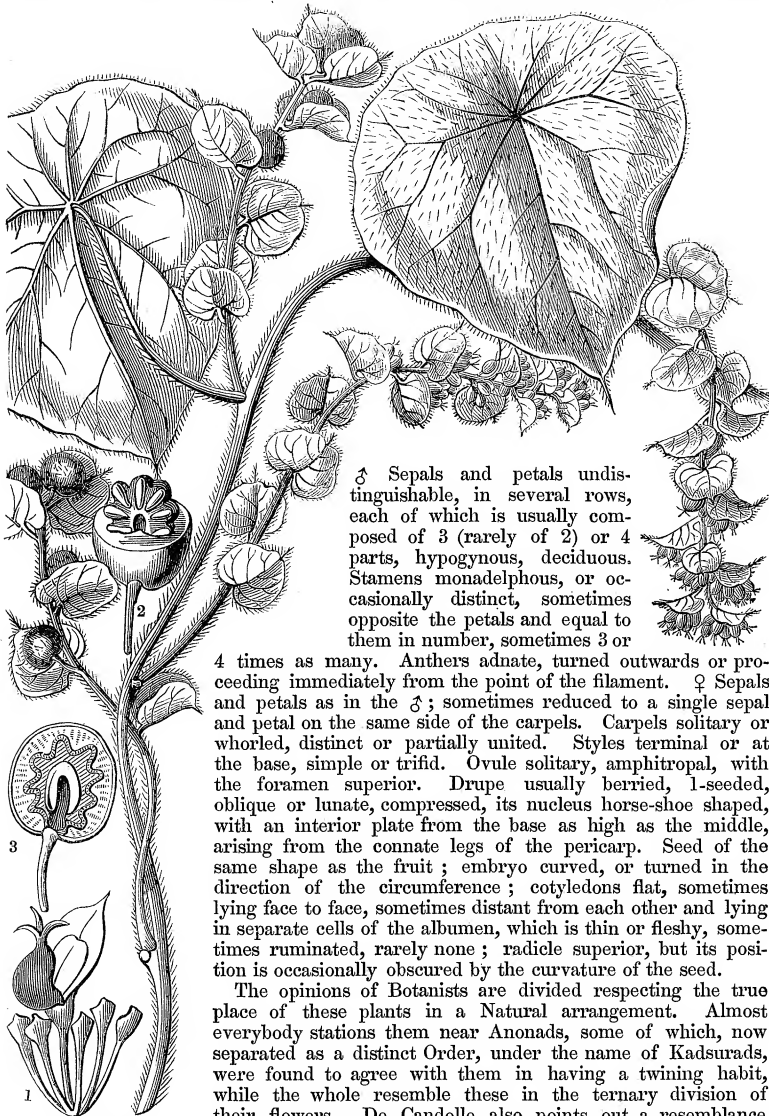 ♂ Sepals and petals undis-
tinguishable, in several rows,
each of which is usually com-
posed of 3 (rarely of 2) or 4
parts, hypogynous, deciduous.
Stamens monadelphous, or oc-
casionally distinct, sometimes
opposite the petals and equal to
them in number, sometimes 3 or
4 times as many. Anthers adnate, turned outwards or pro-
ceeding immediately from the point of the filament. ♀ Sepals
and petals as in the ♂; sometimes reduced to a single sepal
and petal on the same side of the carpels. Carpels solitary or
whorled, distinct or partially united. Styles terminal or at
the base, simple or trifid. Ovule solitary, amphitropal, with
the foramen superior. Drupe usually berried, 1-seeded,
oblique or lunate, compressed, its nucleus horse-shoe shaped,
with an interior plate from the base as high as the middle,
arising from the connate legs of the pericarp. Seed of the
same shape as the fruit ; embryo curved, or turned in the
direction of the circumference ; cotyledons flat, sometimes
lying face to face, sometimes distant from each other and lying
in separate cells of the albumen, which is thin or fleshy, some-
times ruminated, rarely none ; radicle superior, but its posi-
tion is occasionally obscured by the curvature of the seed.
The opinions of Botanists are divided respecting the true
place of these plants in a Natural arrangement. Almost
everybody stations them near Anonads, some of which, now
separated as a distinct Order, under the name of Kadsurads,
were found to agree with them in having a twining habit,
while the whole resemble these in the ternary division of
their flowers. De Candolle also points out a resemblance
2
3
1